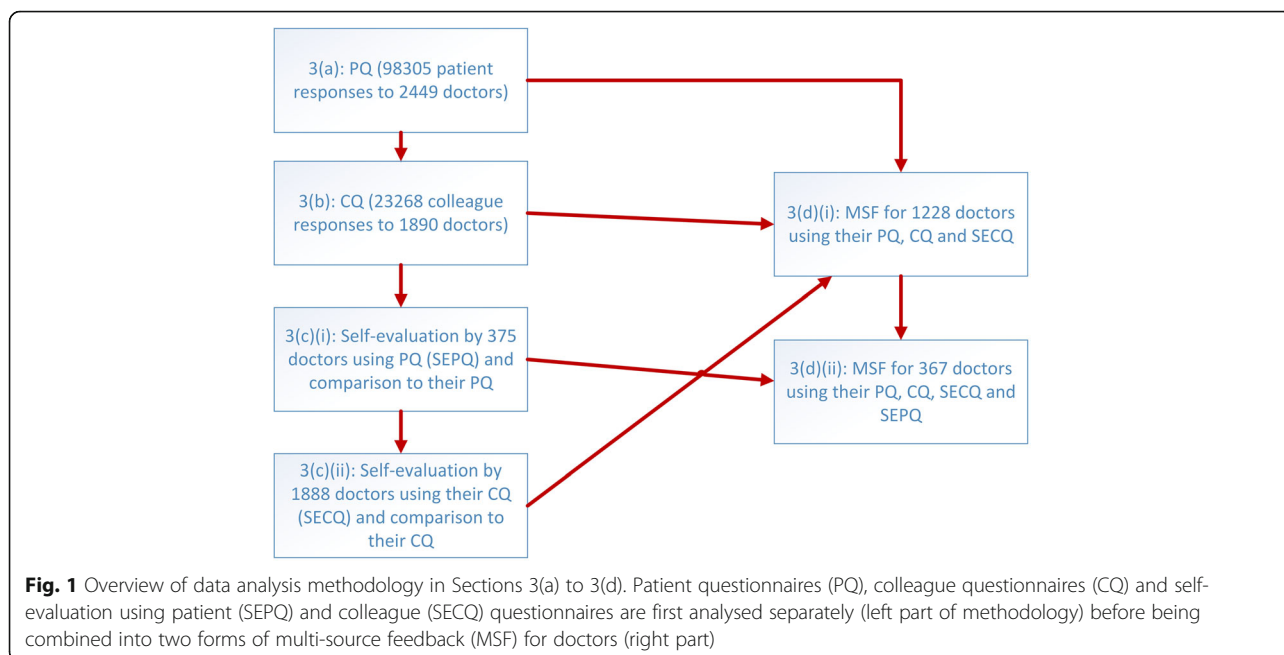 3(a): PQ (98305 patient
responses to 2449 doctors)
3(b): CQ (23268 colleague
responses to 1890 doctors)
3(c)(i): Self-evaluation by 375
doctors using PQ (SEPQ) and
comparison to their PQ
3(c)(ii): Self-evaluation by
1888 doctors using their CQ
(SECQ) and comparison to
their CQ
3(d)(i): MSF for 1228 doctors
using their PQ, CQ and SECQ
3(d)(ii): MSF for 367 doctors
using their PQ, CQ, SECQ and
SEPQ
Fig. 1 Overview of data analysis methodology in Sections 3(a) to 3(d). Patient questionnaires (PQ), colleague questionnaires (CQ) and self-
evaluation using patient (SEPQ) and colleague (SECQ) questionnaires are first analysed separately (left part of methodology) before being
combined into two forms of multi-source feedback (MSF) for doctors (right part)